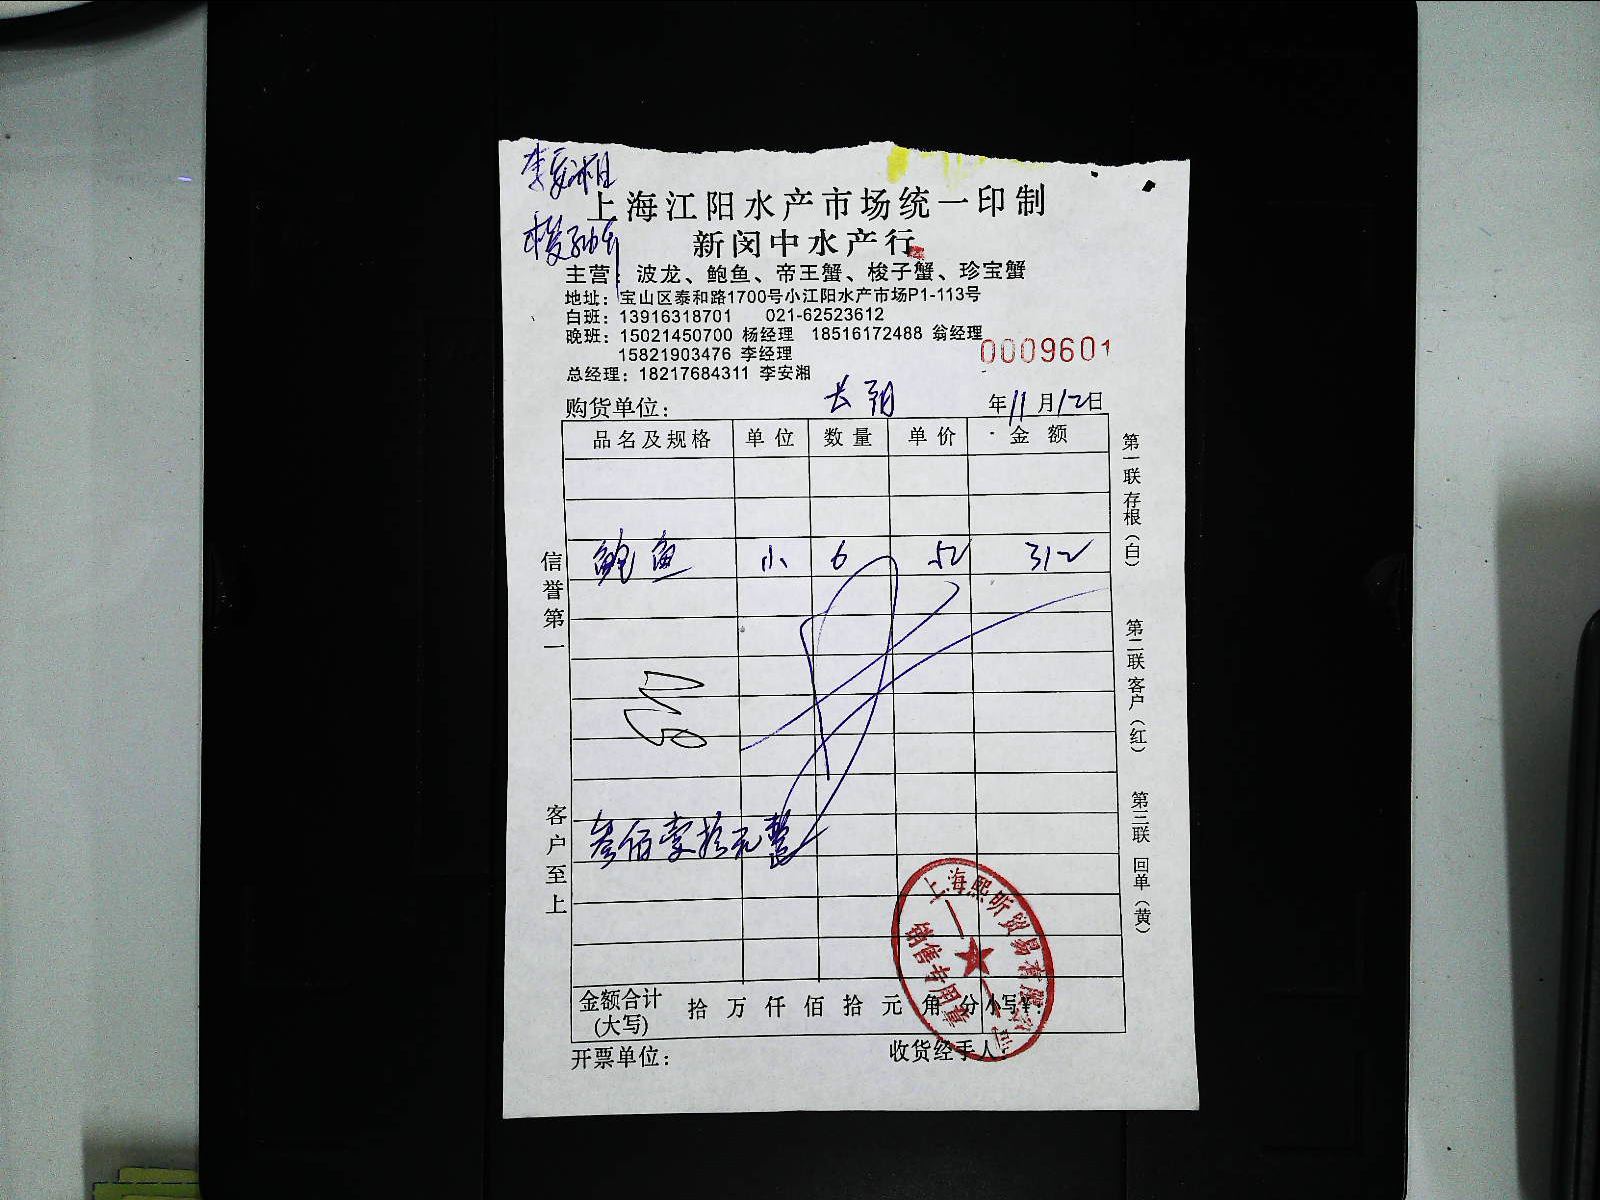 李安湘
上海江阳水产市场统一印制
新闵中水产行
主营：波龙、鲍鱼、帝王蟹、梭子蟹、珍宝蟹
地址：宝山区泰和路1700号小江阳水产市场P1-113号
白班：13916318701 021-62523612
晚班：15021450700 杨经理 18516172488 翁经理
15821903476 李经理
0009601
总经理：18217684311 李安湘
购货单位： 长阳 年11月12日
品名及规格 单位 数量 单价 金额
鲍鱼 小 6 52 312
叁佰壹拾元整
金额合计(大写) 拾 万 仟 佰 拾 元 角 分 小写¥：
开票单位： 收货经手人：
信誉第一
客户至上
第一联 存根（白）
第二联 客户（红）
第三联 回单（黄）
上海熙昕贸易有限公司
销售专用章